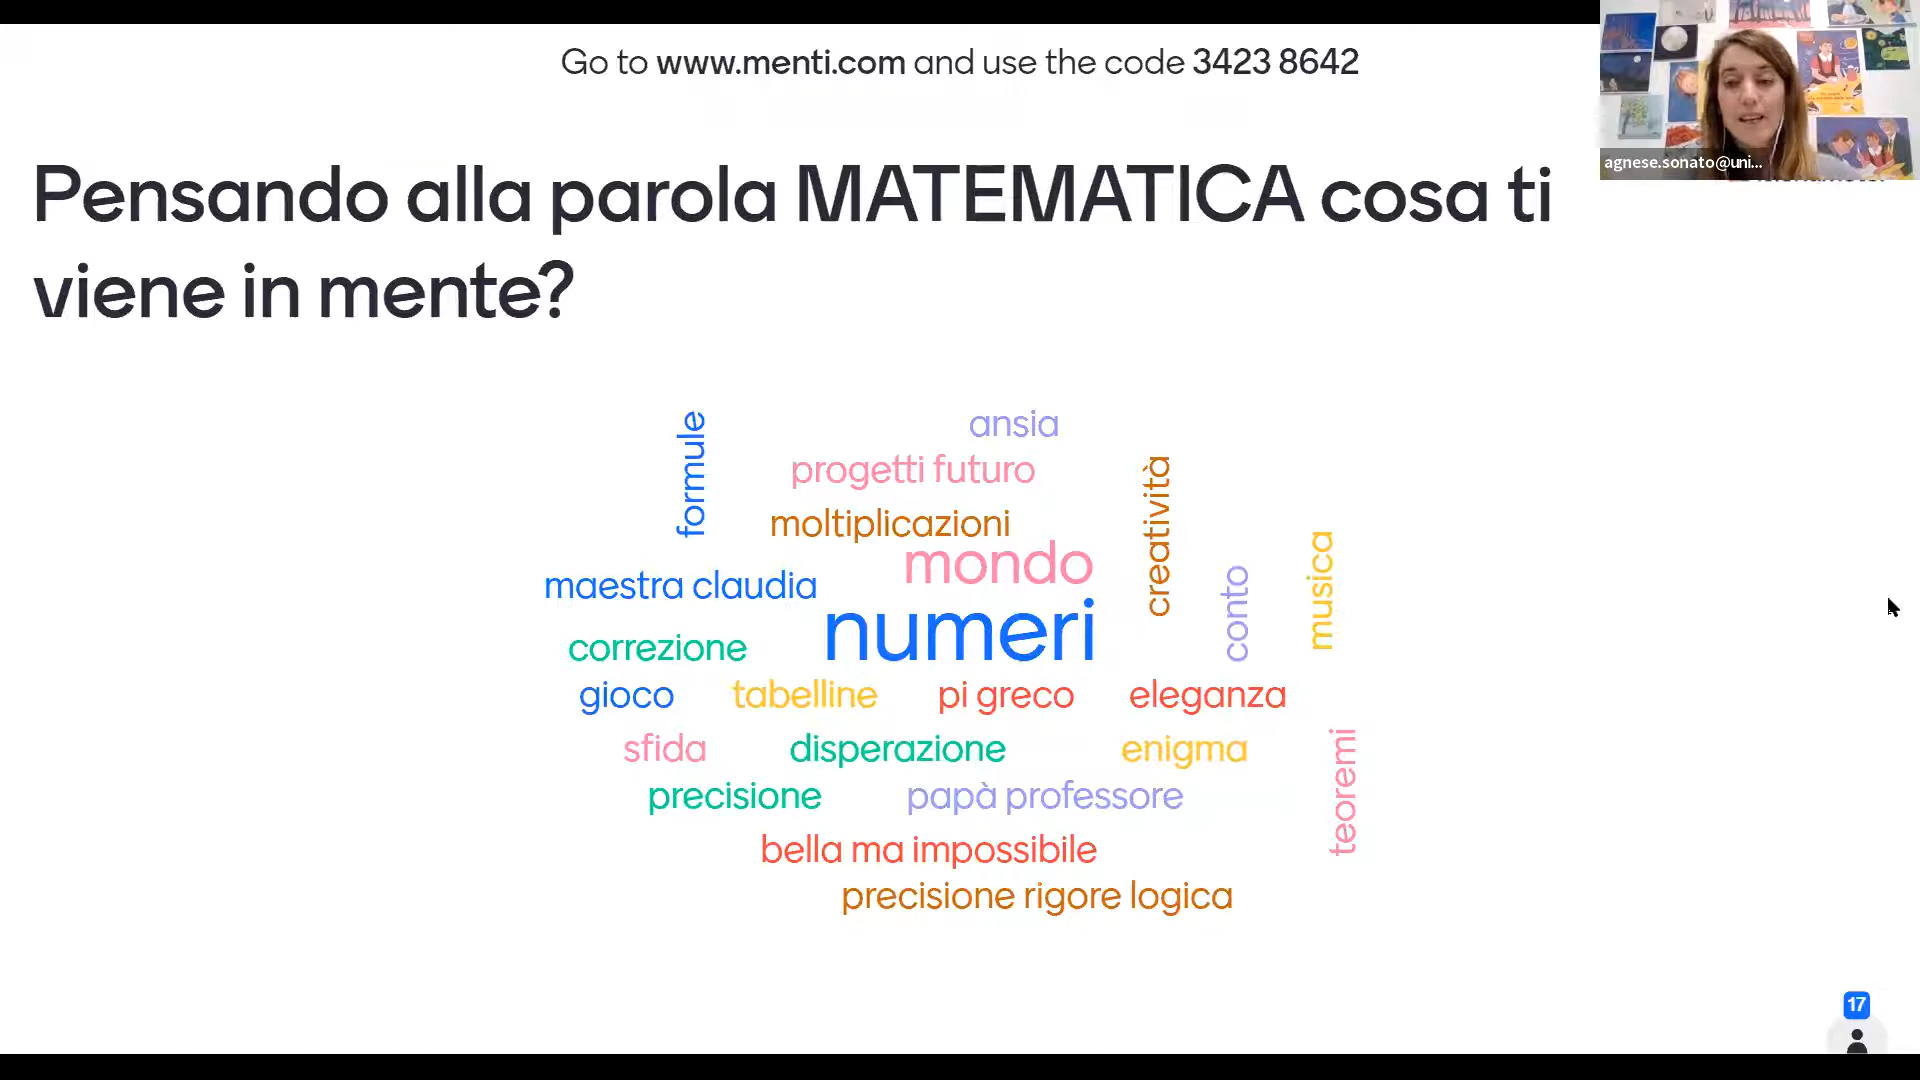 Go to www.menti.com and use the code 3423 8642
agnese.sonato@uni...
Pensando alla parola MATEMATICA cosa ti
viene in mente?
formule
ansia
progetti futuro
creatività
moltiplicazioni
mondo
musica
conto
maestra claudia
numeri
correzione
gioco
tabelline
pi greco
eleganza
sfida
disperazione
enigma
teoremi
precisione
papà professore
bella ma impossibile
precisione rigore logica
17